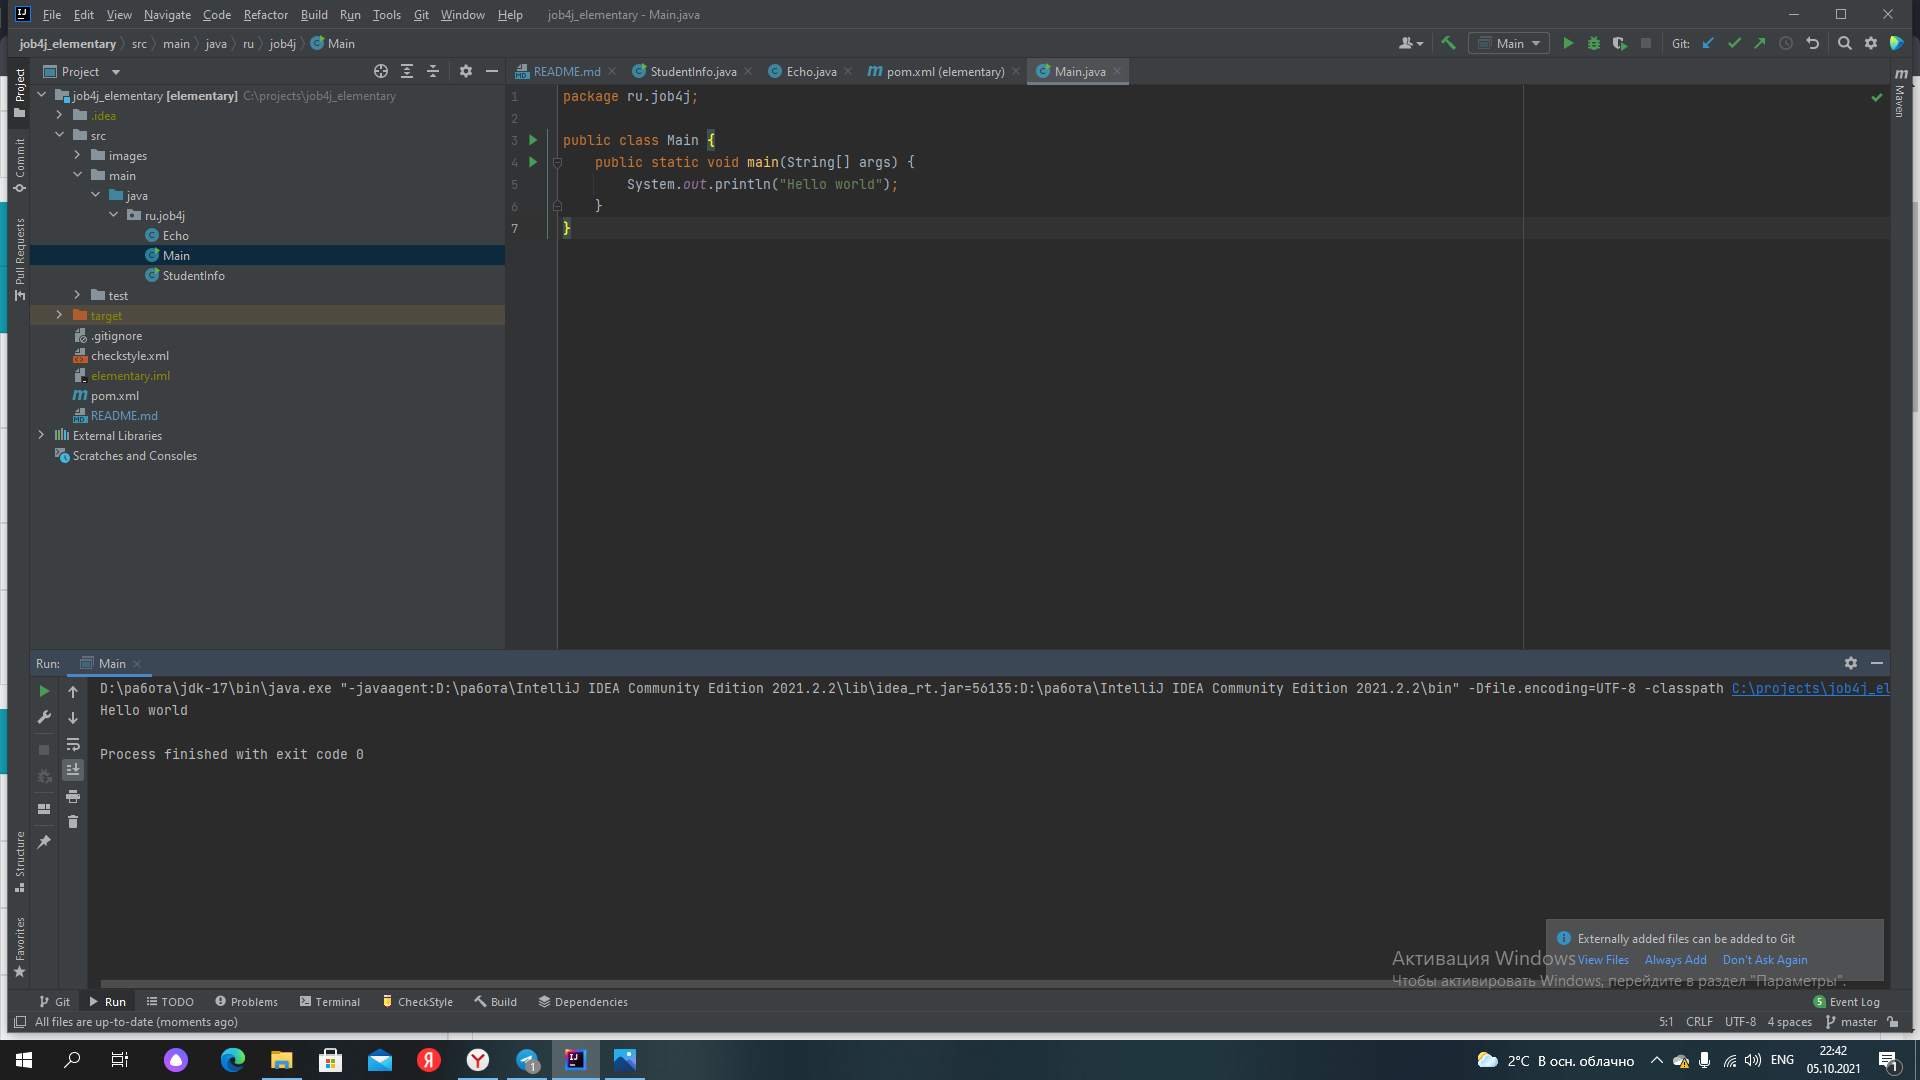 File Edit View Navigate Code Refactor Build Run Tools Git Window Help job4j_elementary - Main.java
job4j_elementary src main java ru job4j Main
Main Git:
Project
README.md StudentInfo.java Echo.java pom.xml (elementary) Main.java
job4j_elementary [elementary] C:\projects\job4j_elementary
.idea
src
images
main
java
ru.job4j
Echo
Main
StudentInfo
test
target
.gitignore
checkstyle.xml
elementary.iml
pom.xml
README.md
External Libraries
Scratches and Consoles
Project
Commit
Pull Requests
Structure
Favorites
Maven
1 package ru.job4j;
2
3 public class Main {
4 public static void main(String[] args) {
5 System.out.println("Hello world");
6 }
7 }
Run: Main
D:\работа\jdk-17\bin\java.exe "-javaagent:D:\работа\IntelliJ IDEA Community Edition 2021.2.2\lib\idea_rt.jar=56135:D:\работа\IntelliJ IDEA Community Edition 2021.2.2\bin" -Dfile.encoding=UTF-8 -classpath C:\projects\job4j_el
Hello world
Process finished with exit code 0
Externally added files can be added to Git
View Files Always Add Don't Ask Again
Активация Windows
Чтобы активировать Windows, перейдите в раздел "Параметры".
Git Run TODO Problems Terminal CheckStyle Build Dependencies
5 Event Log
All files are up-to-date (moments ago)
5:1 CRLF UTF-8 4 spaces master
2°C В осн. облачно ENG
22:42
05.10.2021
1
1